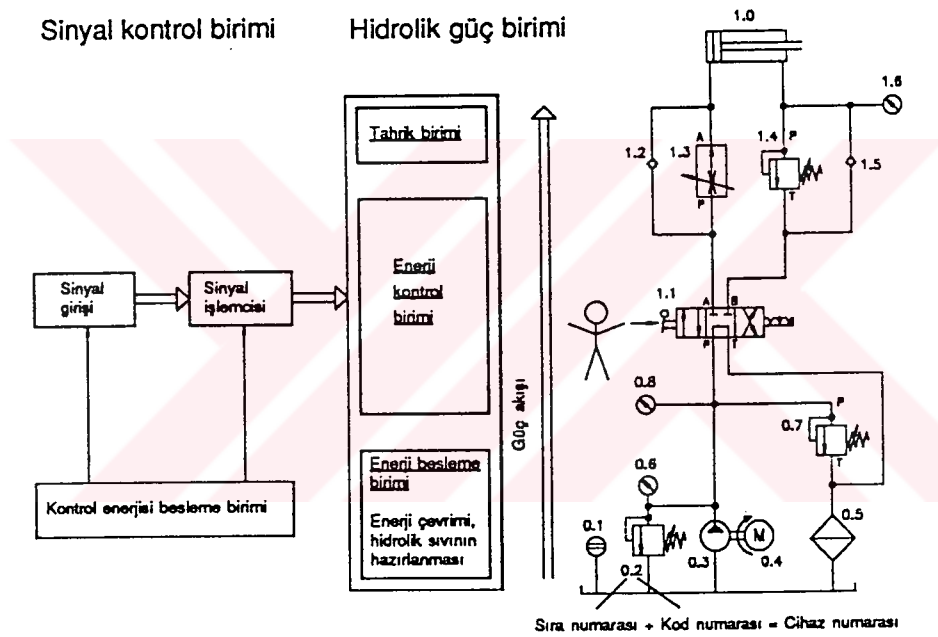 Sinyal kontrol birimi
Hidrolik güç birimi
Tahrik birimi
Enerji
kontrol
birimi
Enerji besleme
birimi
Enerji çevrimi,
hidrolik sıvının
hazırlanması
Sinyal
girişi
Sinyal
işlemcisi
Kontrol enerjisi besleme birimi
Güç akışı
1.0
1.6
1.2
A
1.3
P
1.4
P
T
1.5
1.1
A
B
P
T
0.8
0.7
P
T
0.6
0.1
0.2
0.3
M
0.4
0.5
Sıra numarası + Kod numarası = Cihaz numarası